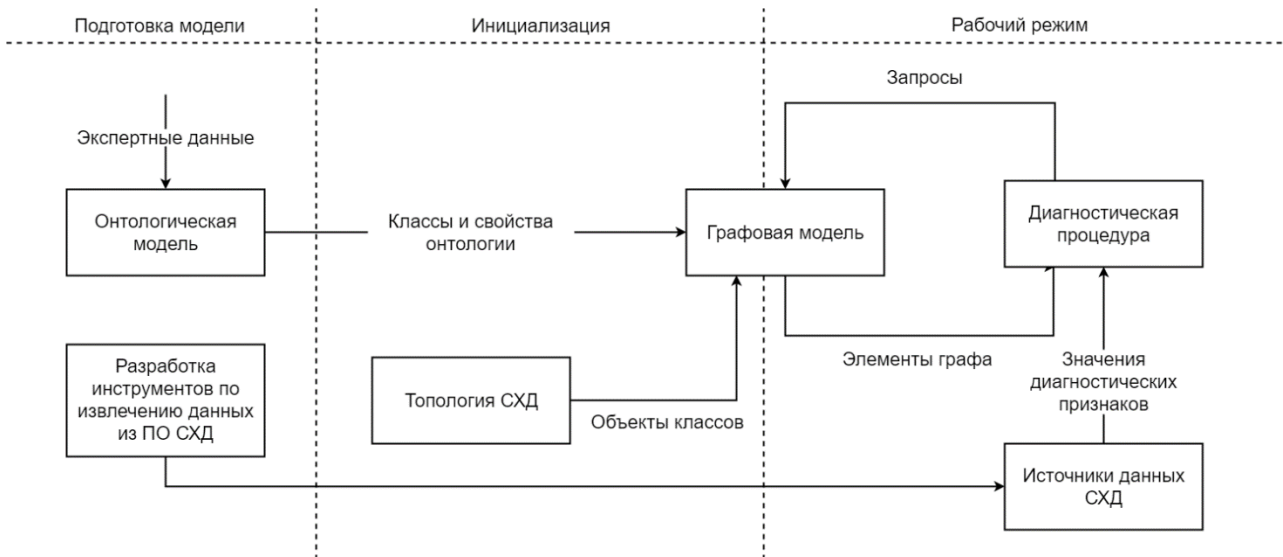 Подготовка модели
Инициализация
Рабочий режим
Запросы
Экспертные данные
Онтологическая
модель
Классы и свойства
онтологии
Графовая модель
Диагностическая
процедура
Разработка
инструментов по
извлечению данных
из ПО СХД
Топология СХД
Объекты классов
Элементы графа
Значения
диагностических
признаков
Источники данных
СХД